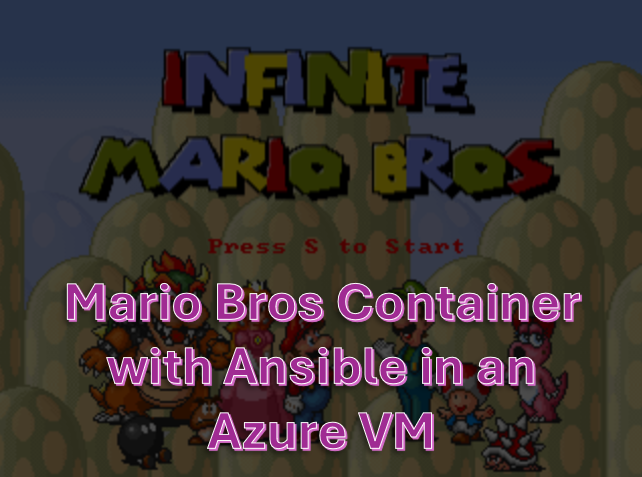 INFINITE
MARIO BROS
Press S to Start
Mario Bros Container
with Ansible in an
Azure VM